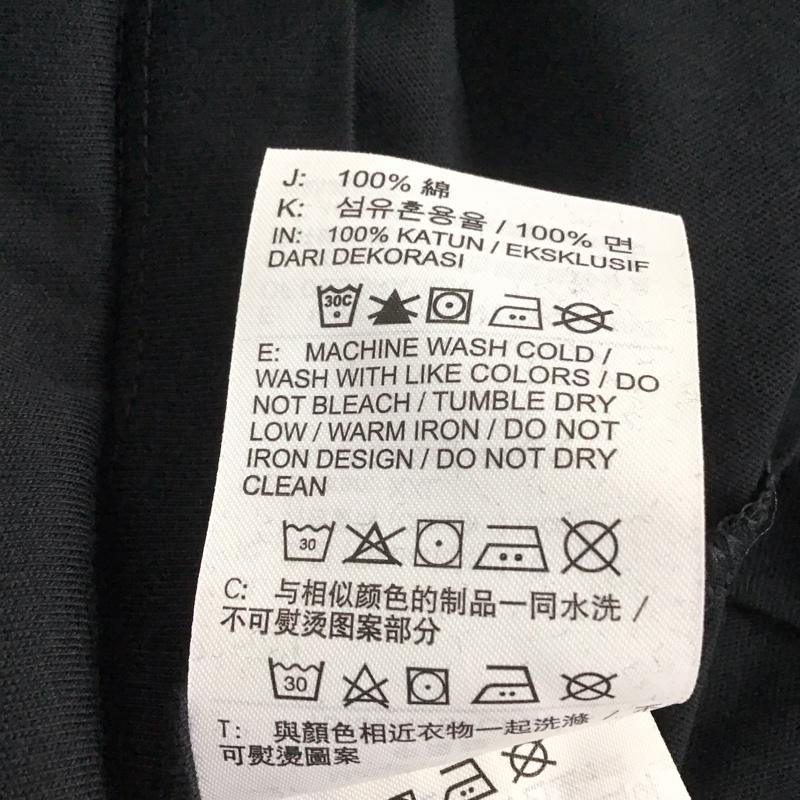 J: 100% 綿
K: 섬유혼용율 / 100% 면
IN: 100% KATUN / EKSKLUSIF
DARI DEKORASI
30C
E: MACHINE WASH COLD /
WASH WITH LIKE COLORS / DO
NOT BLEACH / TUMBLE DRY
LOW / WARM IRON / DO NOT
IRON DESIGN / DO NOT DRY
CLEAN
30
C: 与相似颜色的制品一同水洗 /
不可熨烫图案部分
30
T: 與顏色相近衣物一起洗滌 / 不
可熨燙圖案